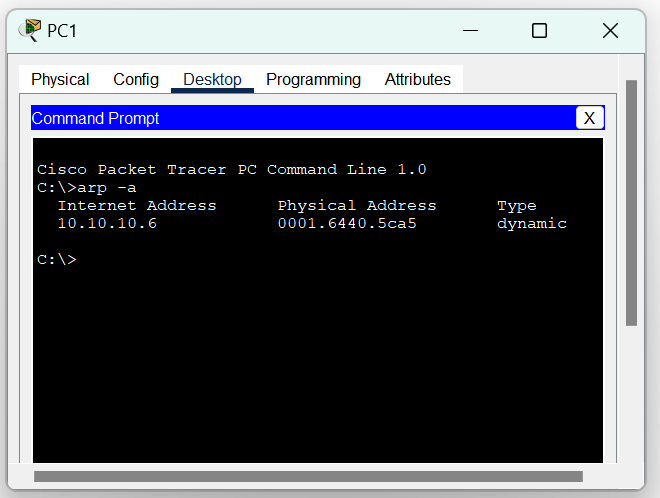 PC1
Physical Config Desktop Programming Attributes
Command Prompt
X
Cisco Packet Tracer PC Command Line 1.0
C:\>arp -a
Internet Address Physical Address Type
10.10.10.6 0001.6440.5ca5 dynamic
C:\>